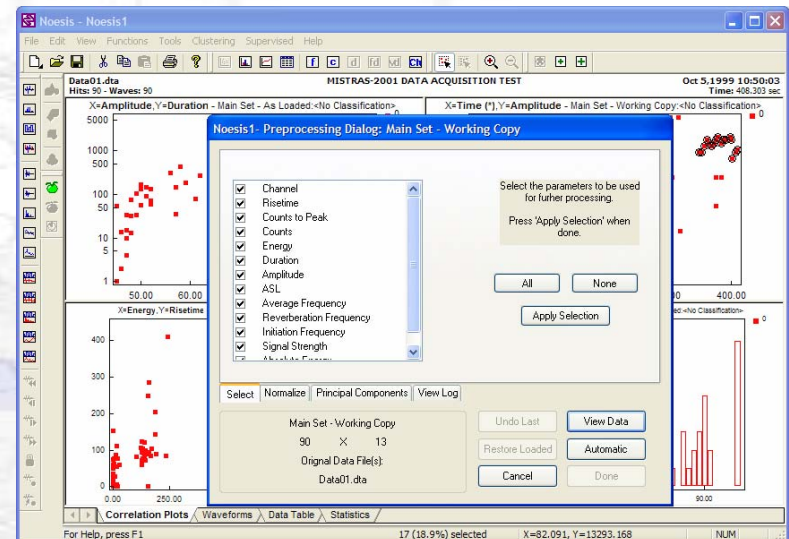 Noesis - Noesis1
File Edit View Functions Tools Clustering Supervised Help
Data01.dta
MISTRAS-2001 DATA ACQUISITION TEST
Oct 5,1999 10:50:03
Hits: 90 - Waves: 90
Time: 408.303 sec
X=Amplitude,Y=Duration - Main Set - As Loaded:<No Classification>
X=Time (*),Y=Amplitude - Main Set - Working Copy:<No Classification>
0
0
5000
1000
500
100
50
10
5
1
50.00
60.00
400.00
X=Energy,Y=Risetime
<No Classification>
0
400
300
200
100
0
0.00
250.00
90.00
Noesis1- Preprocessing Dialog: Main Set - Working Copy
Channel
Risetime
Counts to Peak
Counts
Energy
Duration
Amplitude
ASL
Average Frequency
Reverberation Frequency
Initiation Frequency
Signal Strength
Absolute Energy
Select the parameters to be used
for furher processing.
Press 'Apply Selection' when
done.
All
None
Apply Selection
Select
Normalize
Principal Components
View Log
Main Set - Working Copy
90 X 13
Orignal Data File(s):
Data01.dta
Undo Last
View Data
Restore Loaded
Automatic
Cancel
Done
Correlation Plots
Waveforms
Data Table
Statistics
For Help, press F1
17 (18.9%) selected
X=82.091, Y=13293.168
NUM